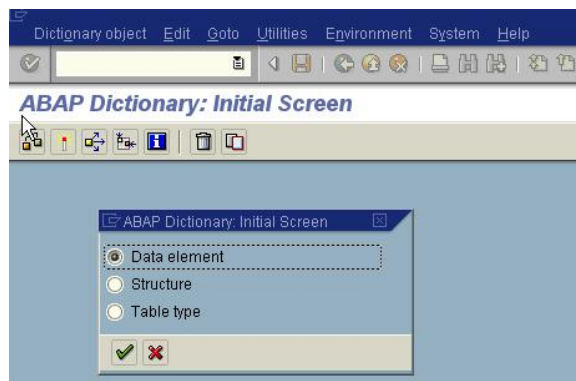 Dictionary object Edit Goto Utilities Environment System Help
ABAP Dictionary: Initial Screen
ABAP Dictionary: Initial Screen
Data element
Structure
Table type